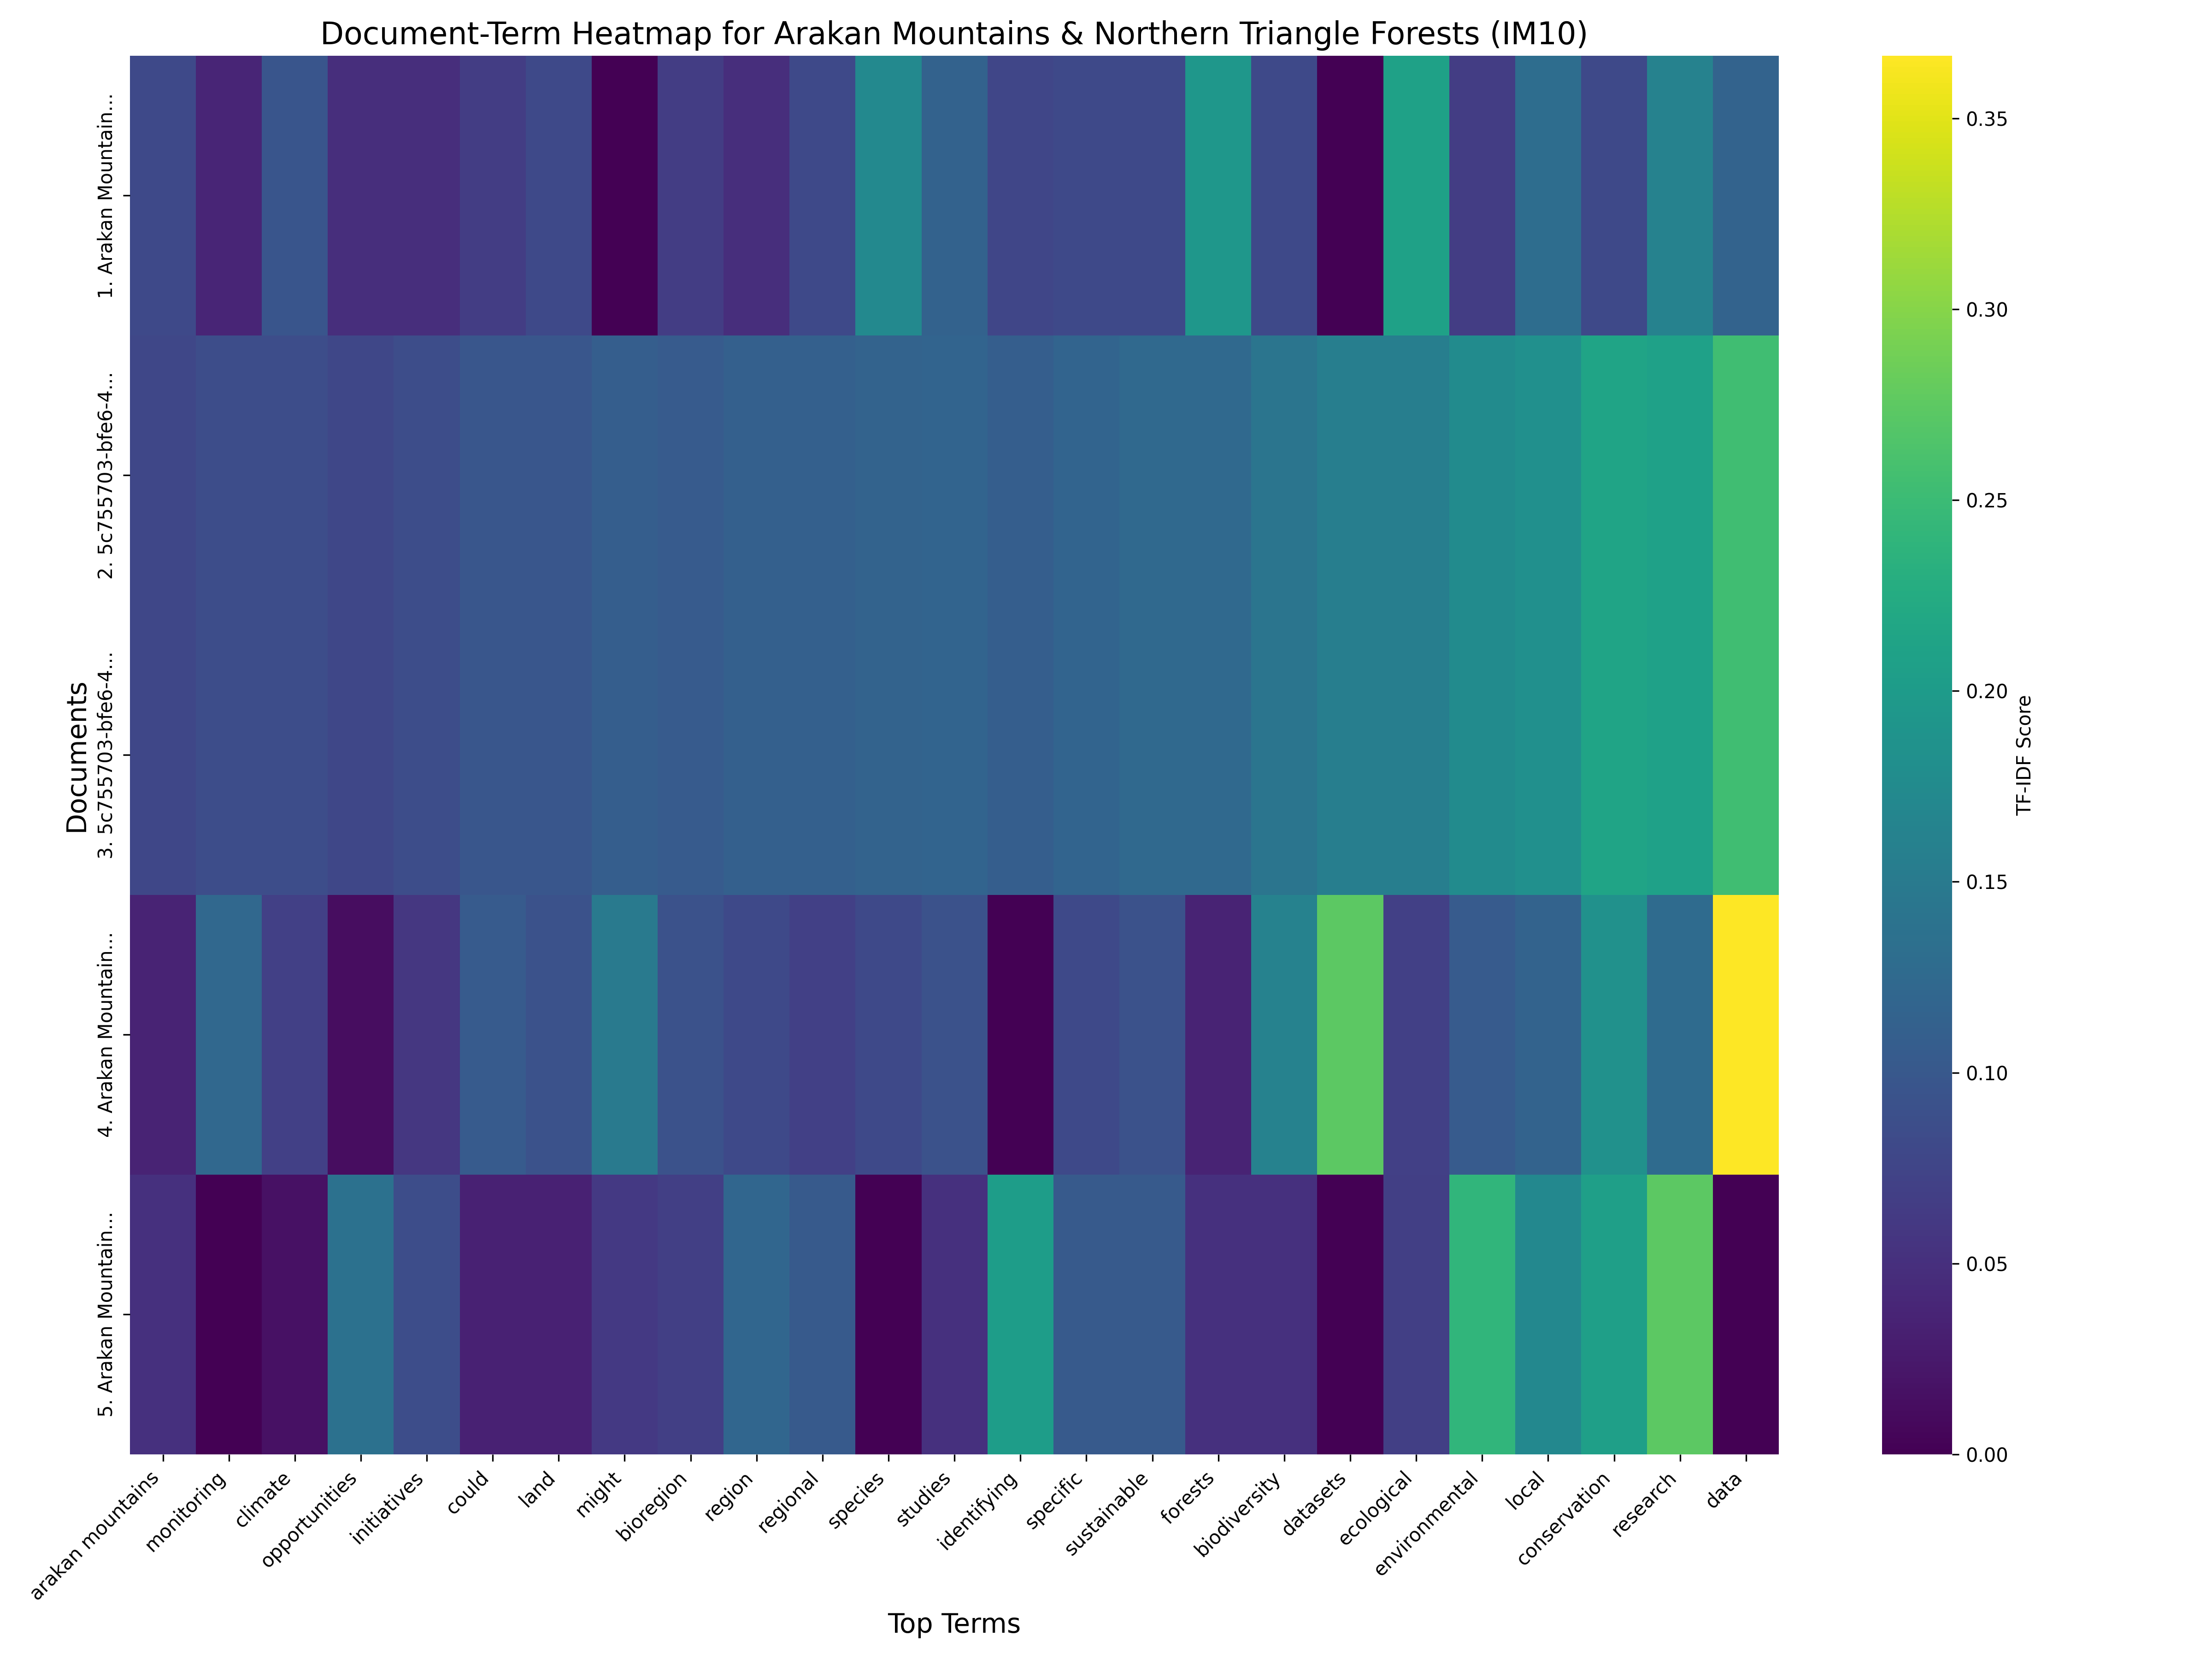 Document-Term Heatmap for Arakan Mountains & Northern Triangle Forests (IM10)
Documents
1. Arakan Mountain...
2. 5c755703-bfe6-4...
3. 5c755703-bfe6-4...
4. Arakan Mountain...
5. Arakan Mountain...
arakan mountains
monitoring
climate
opportunities
initiatives
could
land
might
bioregion
region
regional
species
studies
identifying
specific
sustainable
forests
biodiversity
datasets
ecological
environmental
local
conservation
research
data
Top Terms
0.35
0.30
0.25
0.20
0.15
0.10
0.05
0.00
TF-IDF Score